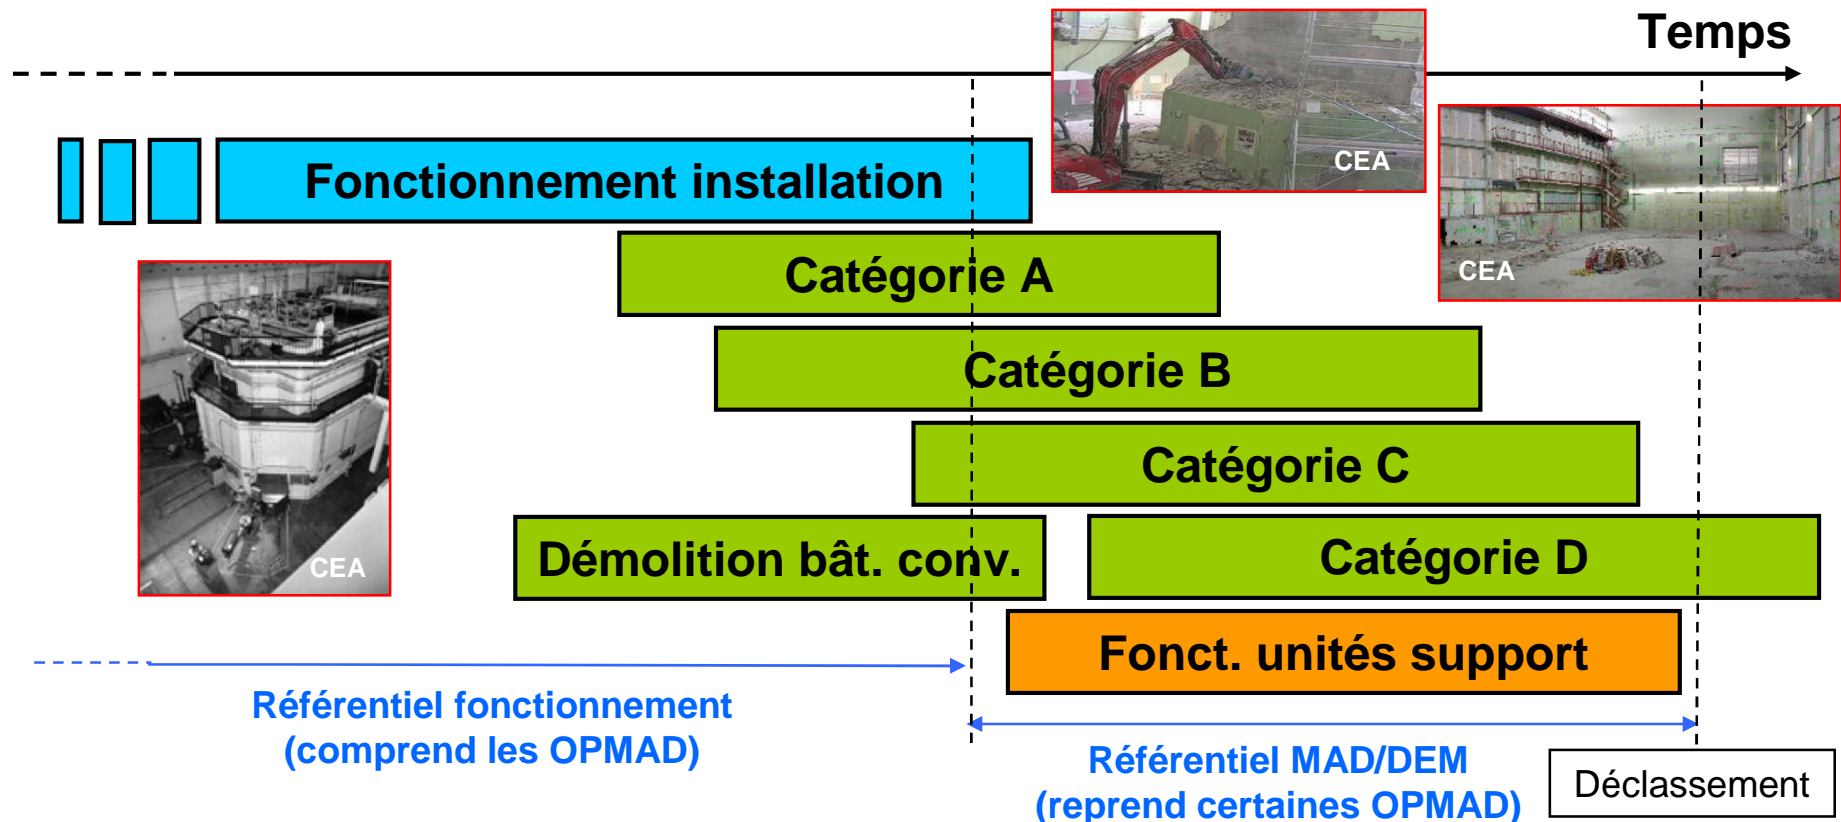 Temps
CEA
Fonctionnement installation
Catégorie A
CEA
Catégorie B
Catégorie C
CEA
Démolition bât. conv.
Catégorie D
Fonct. unités support
Référentiel fonctionnement
(comprend les OPMAD)
Référentiel MAD/DEM
(reprend certaines OPMAD)
Déclassement